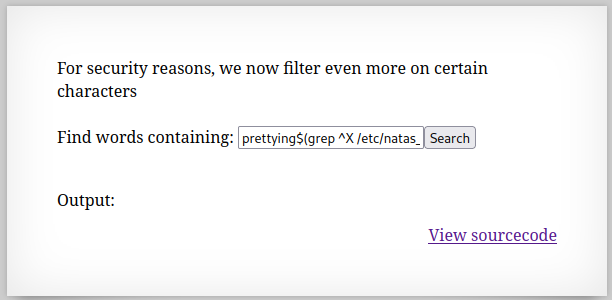 For security reasons, we now filter even more on certain
characters
Find words containing: prettying$(grep ^X /etc/natas_ Search
Output:
View sourcecode